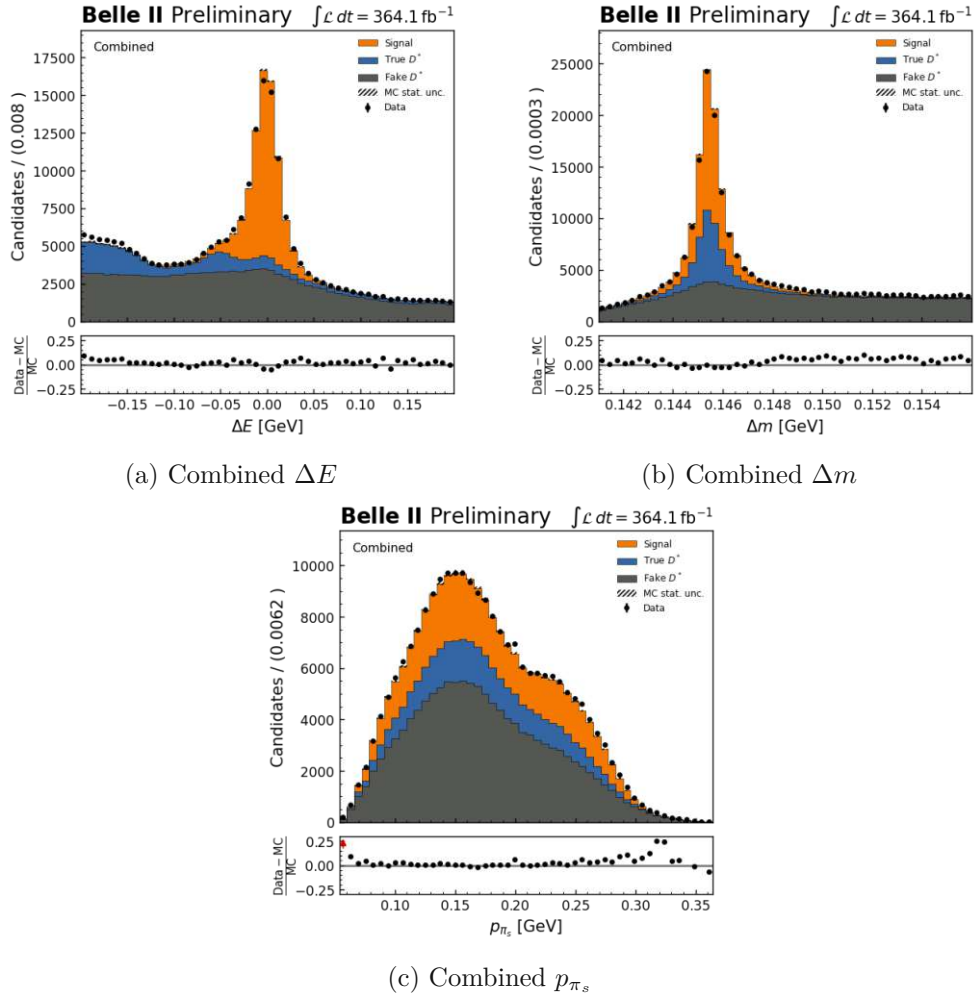 Belle II Preliminary ∫ℒ dt = 364.1 fb⁻¹
Combined
Signal
True D*
Fake D*
MC stat. unc.
Data
Candidates / (0.008 )
17500
15000
12500
10000
7500
5000
2500
0
Data − MC
MC
0.25
0.00
−0.25
−0.15 −0.10 −0.05 0.00 0.05 0.10 0.15
ΔE [GeV]
(a) Combined ΔE
Belle II Preliminary ∫ℒ dt = 364.1 fb⁻¹
Combined
Signal
True D*
Fake D*
MC stat. unc.
Data
Candidates / (0.0003 )
25000
20000
15000
10000
5000
0
Data − MC
MC
0.25
0.00
−0.25
0.142 0.144 0.146 0.148 0.150 0.152 0.154
Δm [GeV]
(b) Combined Δm
Belle II Preliminary ∫ℒ dt = 364.1 fb⁻¹
Combined
Signal
True D*
Fake D*
MC stat. unc.
Data
Candidates / (0.0062 )
10000
8000
6000
4000
2000
0
Data − MC
MC
0.25
0.00
−0.25
0.10 0.15 0.20 0.25 0.30 0.35
p_{π_s} [GeV]
(c) Combined p_{π_s}